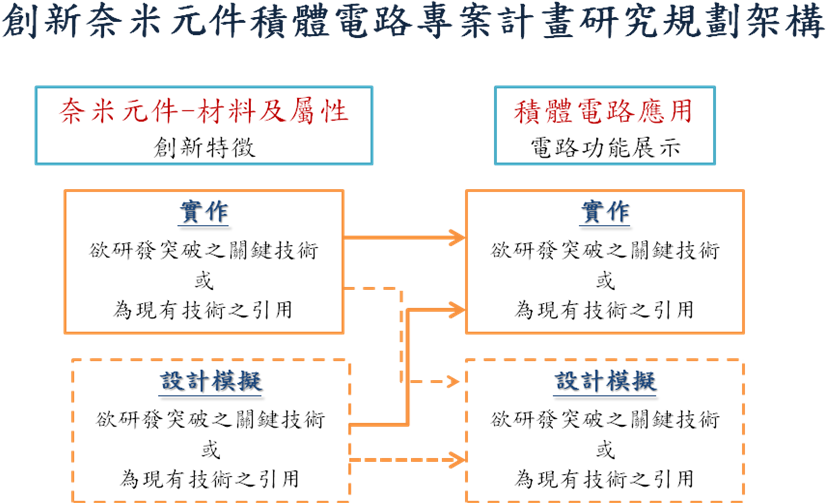 創新奈米元件積體電路專案計畫研究規劃架構
奈米元件-材料及屬性
創新特徵
積體電路應用
電路功能展示
實作
欲研發突破之關鍵技術
或
為現有技術之引用
實作
欲研發突破之關鍵技術
或
為現有技術之引用
設計模擬
欲研發突破之關鍵技術
或
為現有技術之引用
設計模擬
欲研發突破之關鍵技術
或
為現有技術之引用